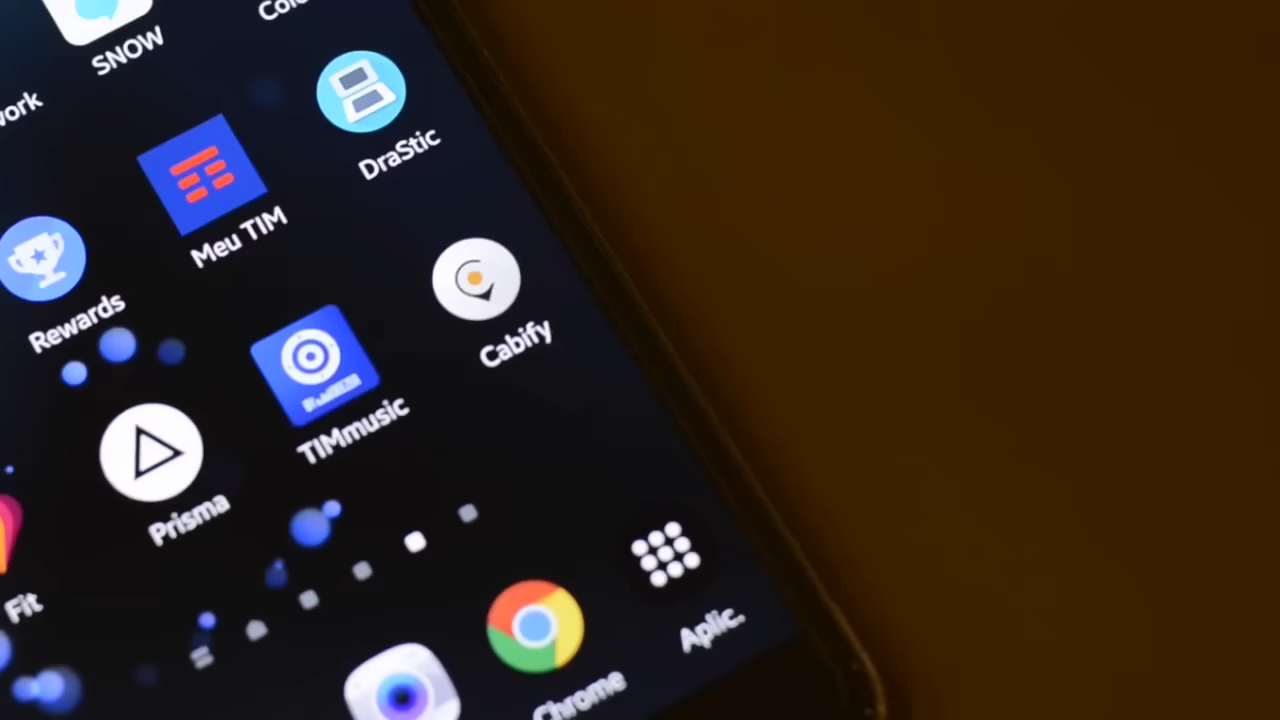 SNOW
DraStic
Meu TIM
Rewards
Cabify
TIMmusic
Prisma
Fit
Aplic.
Chrome